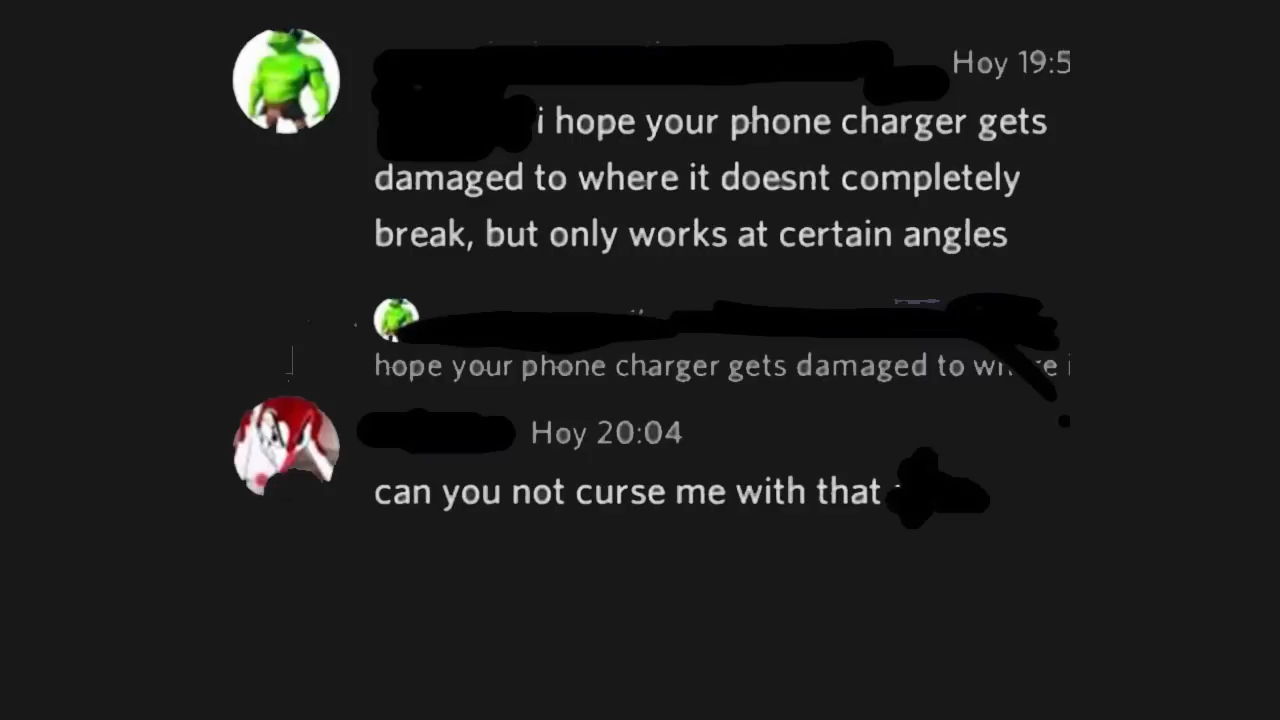 Hoy 19:5
i hope your phone charger gets
damaged to where it doesnt completely
break, but only works at certain angles
hope your phone charger gets damaged to
Hoy 20:04
can you not curse me with that